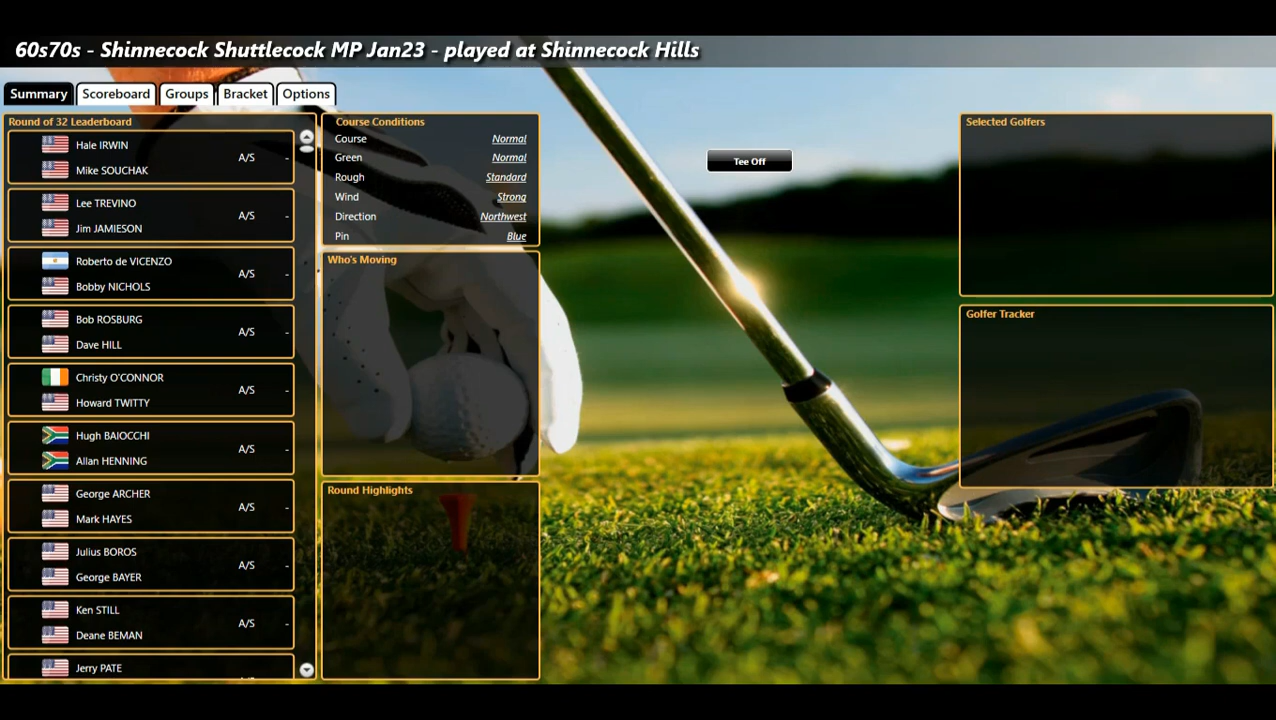 60s70s - Shinnecock Shuttlecock MP Jan23 - played at Shinnecock Hills
Summary Scoreboard Groups Bracket Options
Round of 32 Leaderboard
Hale IRWIN
A/S -
Mike SOUCHAK
Lee TREVINO
A/S -
Jim JAMIESON
Roberto de VICENZO
A/S -
Bobby NICHOLS
Bob ROSBURG
A/S -
Dave HILL
Christy O'CONNOR
A/S -
Howard TWITTY
Hugh BAIOCCHI
A/S -
Allan HENNING
George ARCHER
A/S -
Mark HAYES
Julius BOROS
A/S -
George BAYER
Ken STILL
A/S -
Deane BEMAN
Jerry PATE
Course Conditions
Course Normal
Green Normal
Rough Standard
Wind Strong
Direction Northwest
Pin Blue
Who's Moving
Round Highlights
Tee Off
Selected Golfers
Golfer Tracker